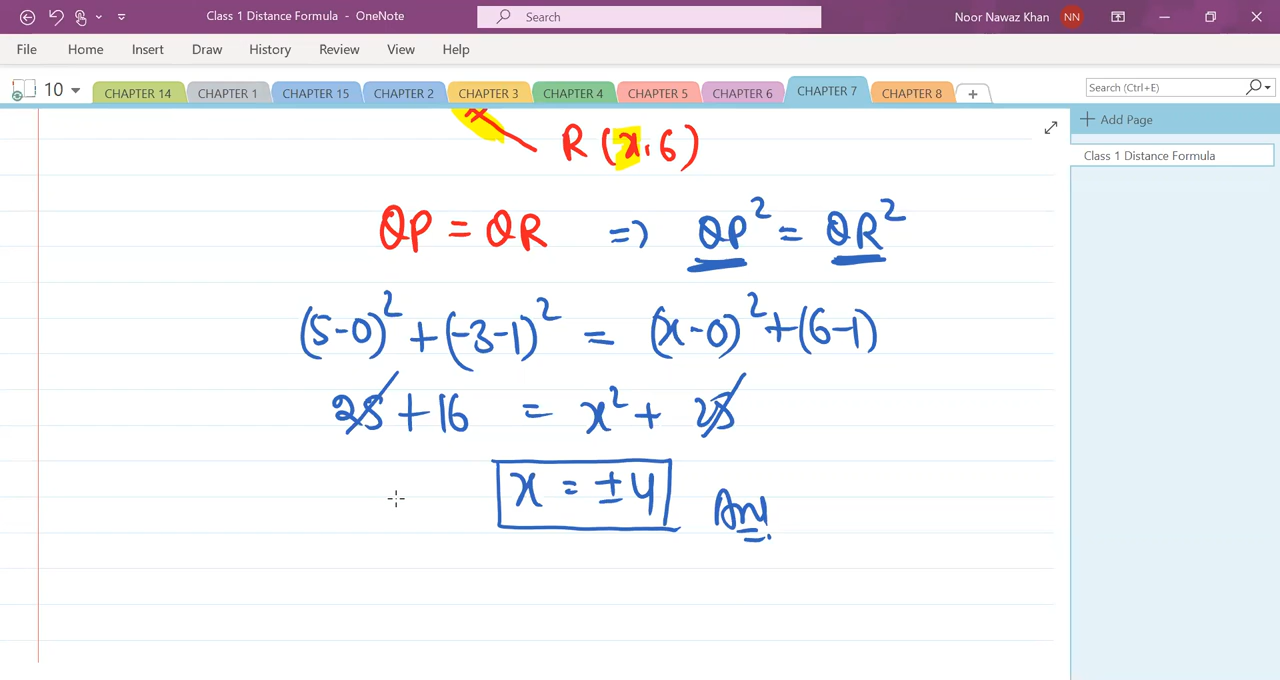 Class 1 Distance Formula - OneNote
Search
Noor Nawaz Khan NN
File Home Insert Draw History Review View Help
10 CHAPTER 14 CHAPTER 1 CHAPTER 15 CHAPTER 2 CHAPTER 3 CHAPTER 4 CHAPTER 5 CHAPTER 6 CHAPTER 7 CHAPTER 8 +
Search (Ctrl+E)
Add Page
Class 1 Distance Formula
R (x, 6)
QP = QR => QP² = QR²
(5-0)² + (-3-1)² = (x-0)² + (6-1)
25 + 16 = x² + 25
x = ±4 Ans.